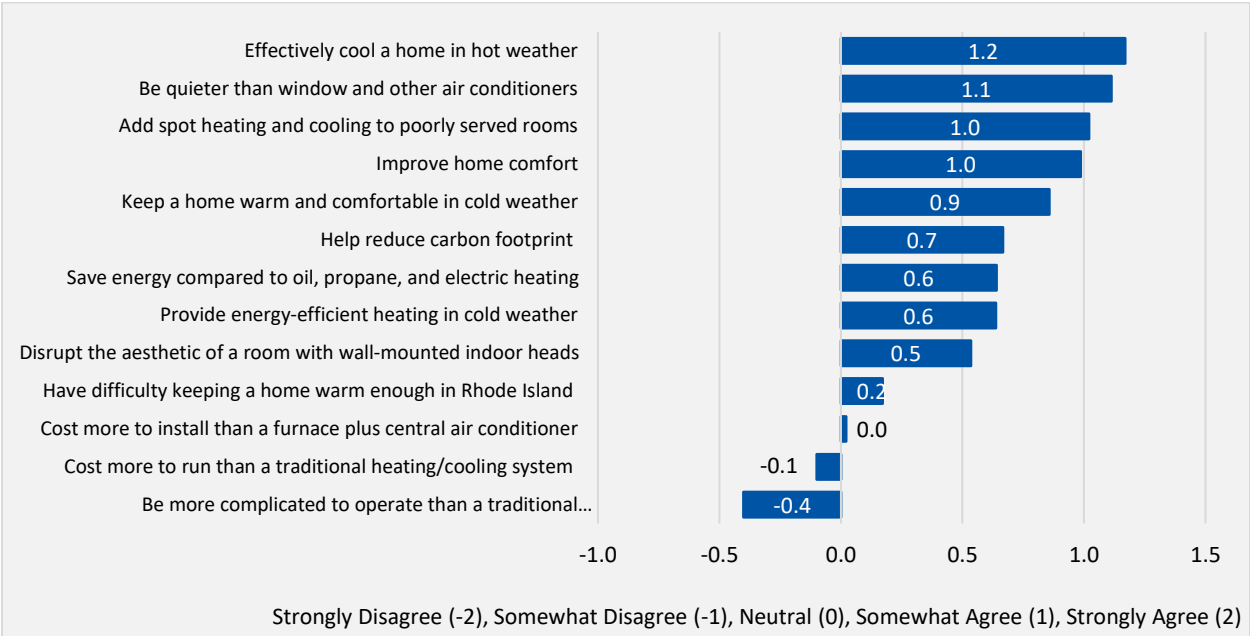 Effectively cool a home in hot weather 1.2
Be quieter than window and other air conditioners 1.1
Add spot heating and cooling to poorly served rooms 1.0
Improve home comfort 1.0
Keep a home warm and comfortable in cold weather 0.9
Help reduce carbon footprint 0.7
Save energy compared to oil, propane, and electric heating 0.6
Provide energy-efficient heating in cold weather 0.6
Disrupt the aesthetic of a room with wall-mounted indoor heads 0.5
Have difficulty keeping a home warm enough in Rhode Island 0.2
Cost more to install than a furnace plus central air conditioner 0.0
Cost more to run than a traditional heating/cooling system -0.1
Be more complicated to operate than a traditional... -0.4
-1.0 -0.5 0.0 0.5 1.0 1.5
Strongly Disagree (-2), Somewhat Disagree (-1), Neutral (0), Somewhat Agree (1), Strongly Agree (2)